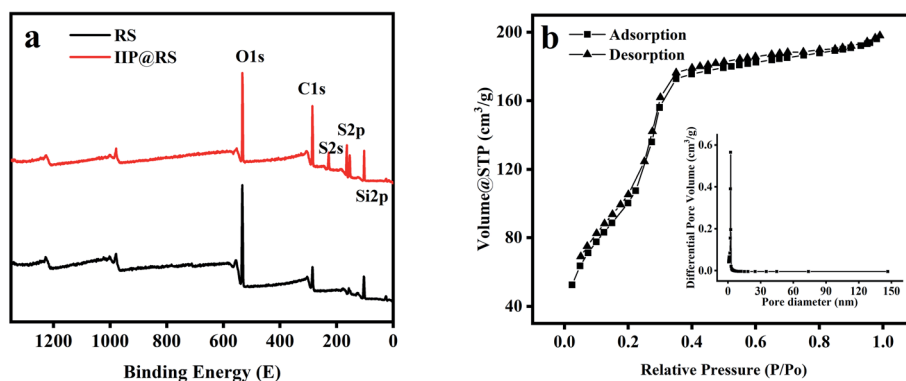 a
RS
IIP@RS
O1s
C1s
S2p
S2s
Si2p
1200 1000 800 600 400 200 0
Binding Energy (E)
b
Adsorption
Desorption
200
160
120
80
40
Volume@STP (cm³/g)
0.0 0.2 0.4 0.6 0.8 1.0
Relative Pressure (P/Po)
0.6
0.4
0.2
0.0
Differential Pore Volume (cm³/g)
0 30 60 90 120 150
Pore diameter (nm)